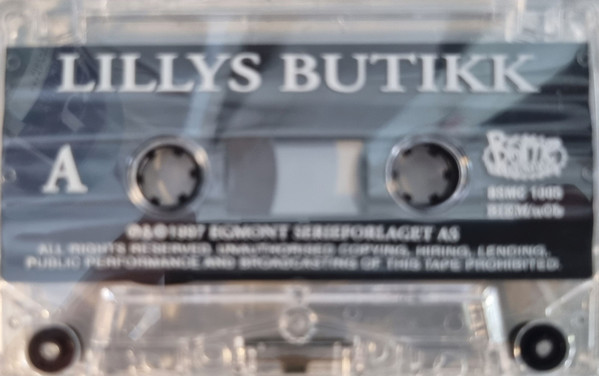 LILLYS BUTIKK
A
BSMC 1005
℗&©1997 EGMONT SERIEFORLAGET AS
ALL RIGHTS RESERVED. UNAUTHORISED COPYING, HIRING, LENDING,
PUBLIC PERFORMANCE AND BROADCASTING OF THIS TAPE PROHIBITED.